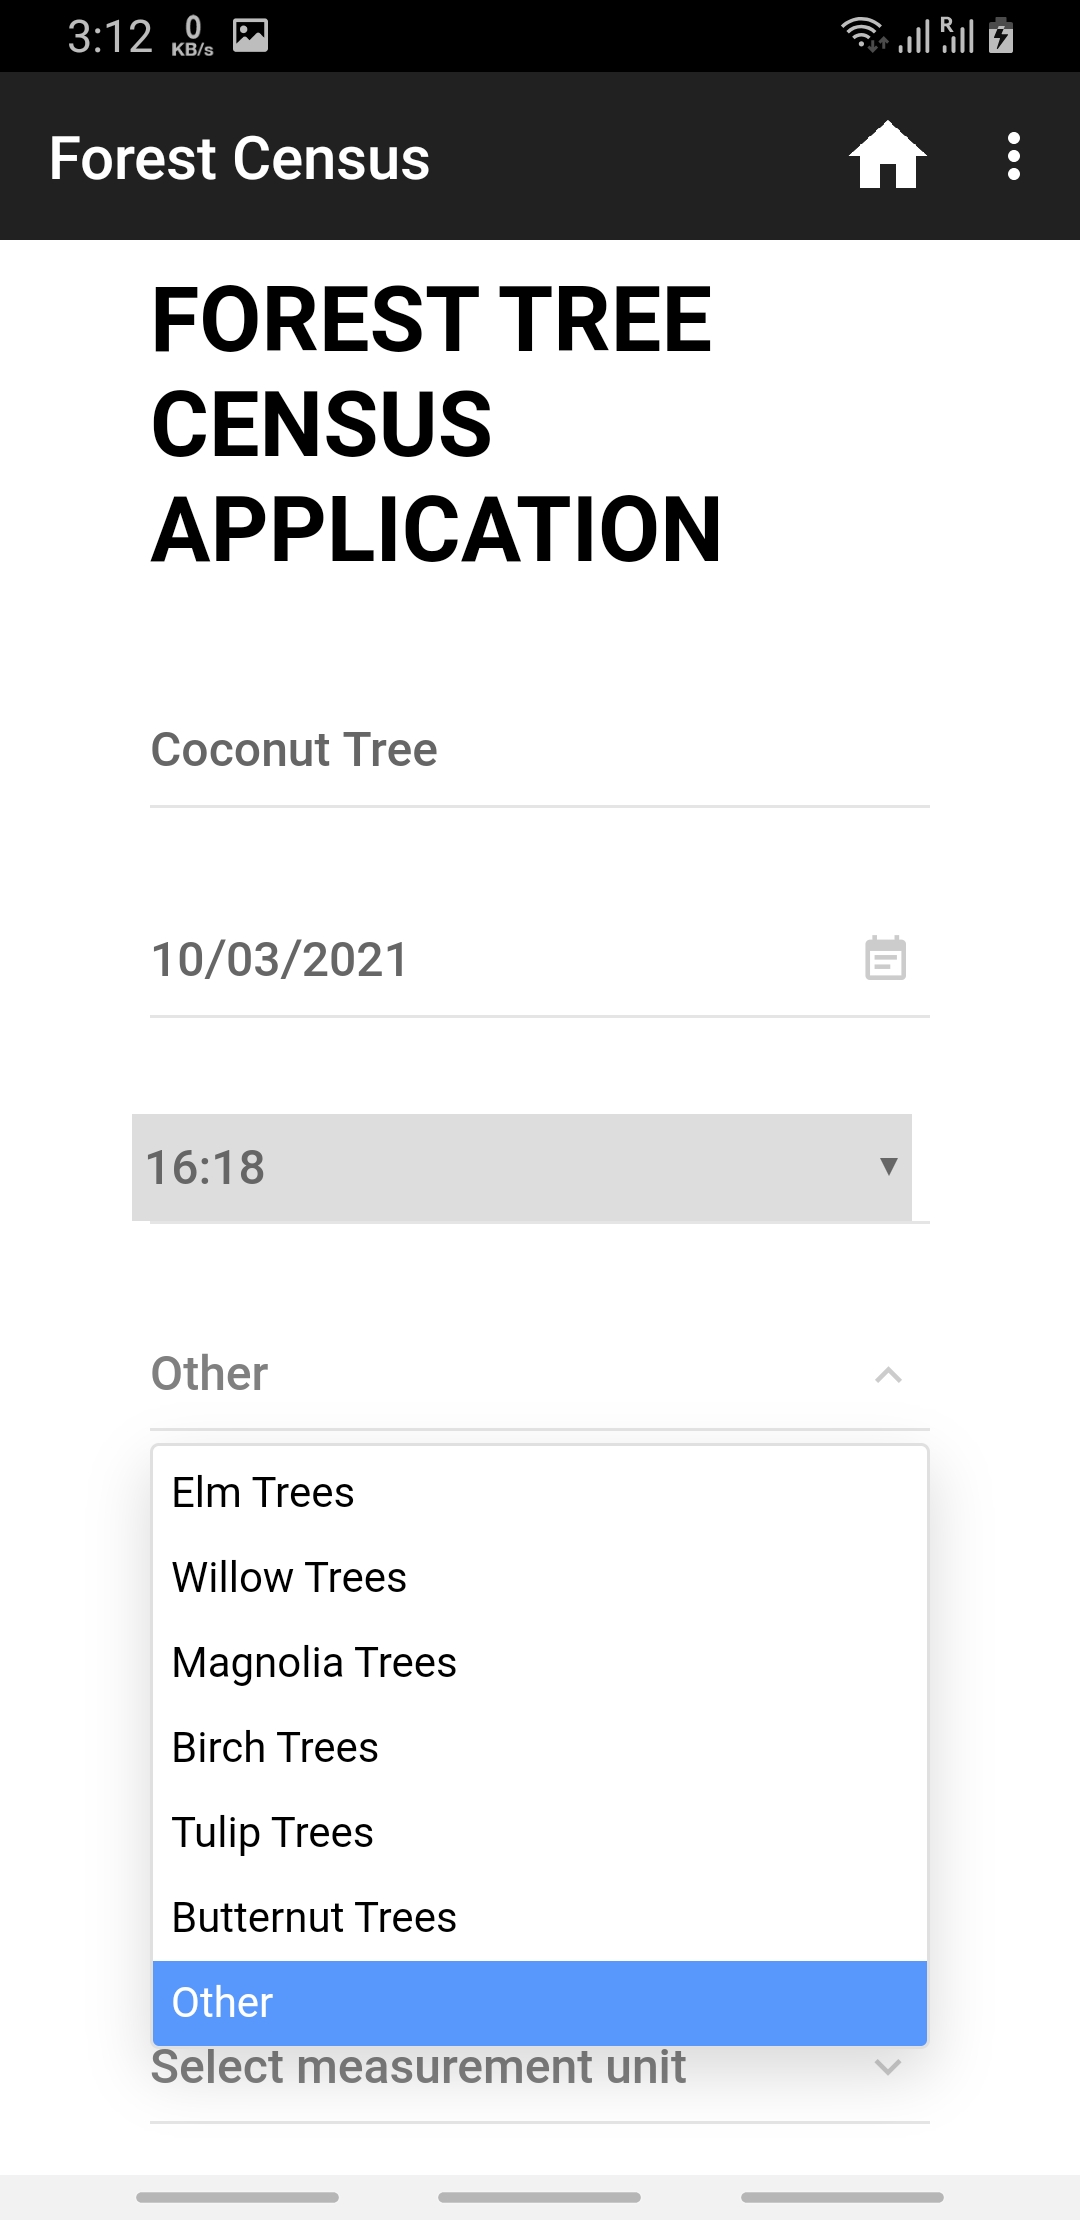 3:12 0 KB/s R
Forest Census
FOREST TREE
CENSUS
APPLICATION
Coconut Tree
10/03/2021
16:18
Other
Elm Trees
Willow Trees
Magnolia Trees
Birch Trees
Tulip Trees
Butternut Trees
Other
Select measurement unit